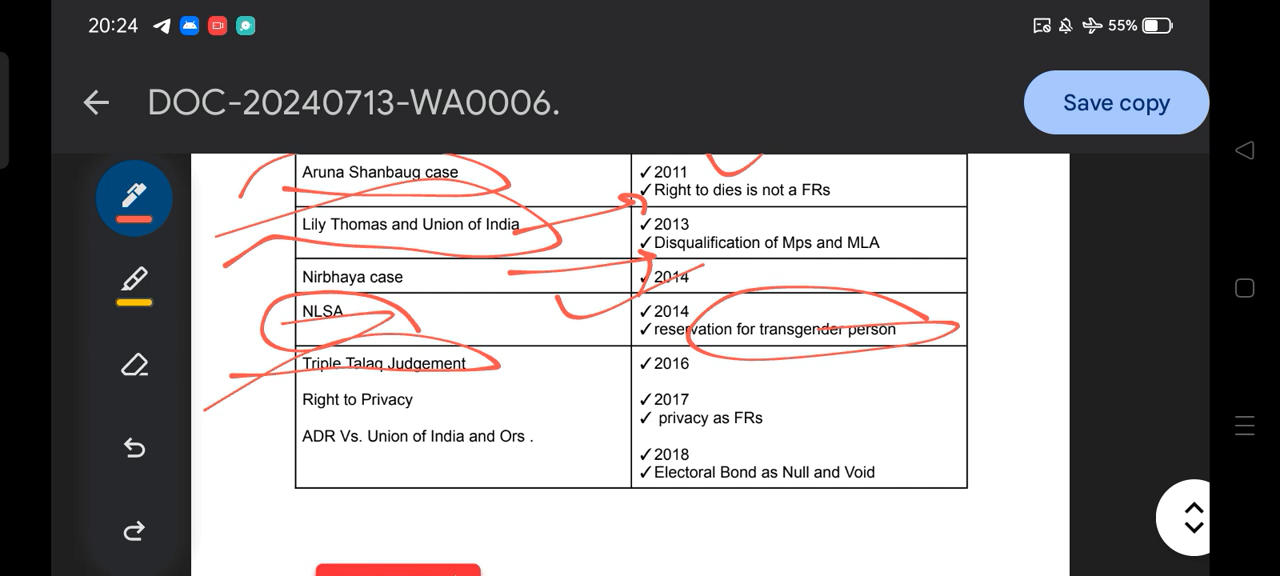 20:24
55%
DOC-20240713-WA0006.
Save copy
Aruna Shanbaug case
✓2011
✓Right to dies is not a FRs
Lily Thomas and Union of India
✓2013
✓Disqualification of Mps and MLA
Nirbhaya case
✓2014
NLSA
✓2014
✓reservation for transgender person
Triple Talaq Judgement
✓2016
Right to Privacy
✓2017
✓ privacy as FRs
ADR Vs. Union of India and Ors .
✓2018
✓Electoral Bond as Null and Void